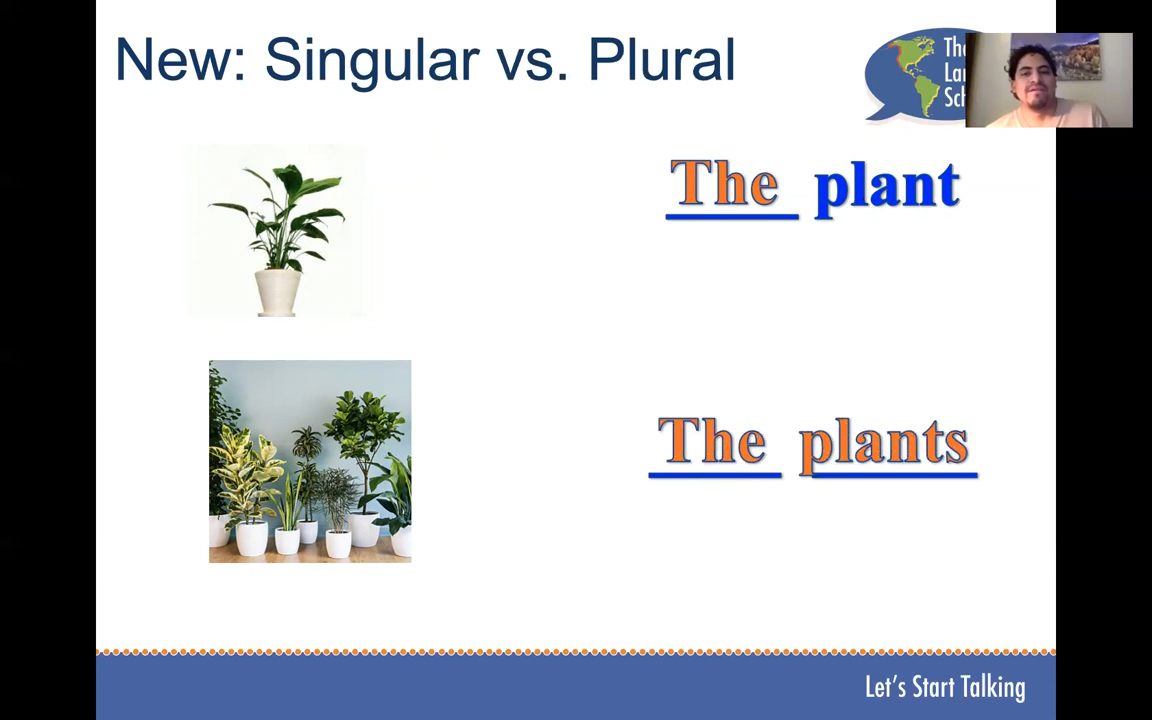 New: Singular vs. Plural
The plant
The plants
Let's Start Talking